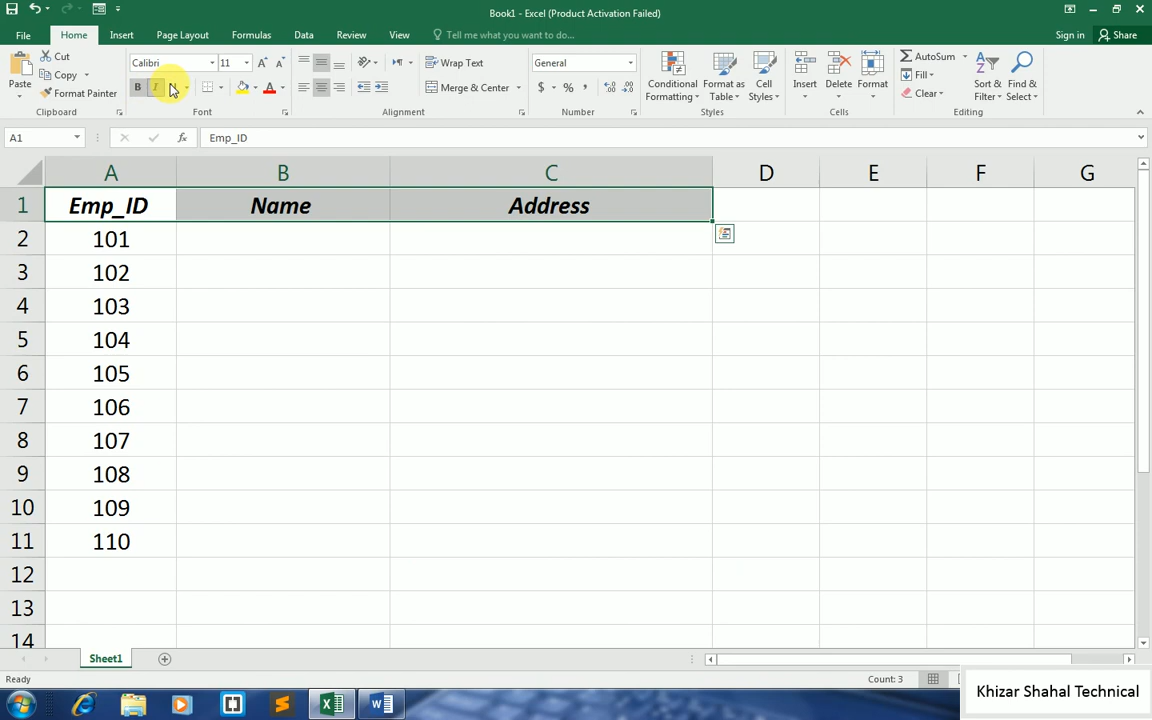 Book1 - Excel (Product Activation Failed)
File Home Insert Page Layout Formulas Data Review View Tell me what you want to do... Sign in Share
Paste Cut Copy Format Painter Clipboard
Calibri 11 B I Font
Wrap Text Merge & Center Alignment
General $ % , Number
Conditional Formatting Format as Table Cell Styles Styles
Insert Delete Format Cells
AutoSum Fill Clear Sort & Filter Find & Select Editing
A1 fx Emp_ID
A B C D E F G
1 Emp_ID Name Address
2 101
3 102
4 103
5 104
6 105
7 106
8 107
9 108
10 109
11 110
12
13
14
Sheet1
Ready Count: 3
Khizar Shahal Technical